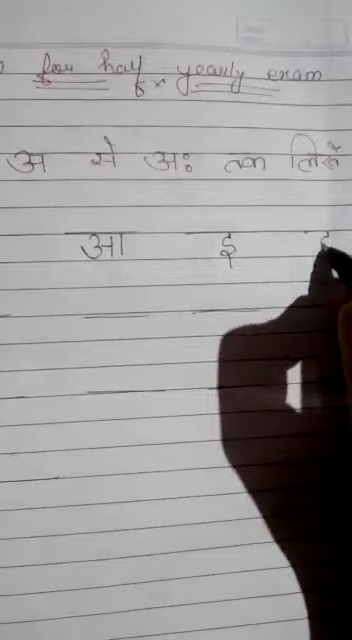 for half yearly exam
अ से अः तक लिखें
आ इ